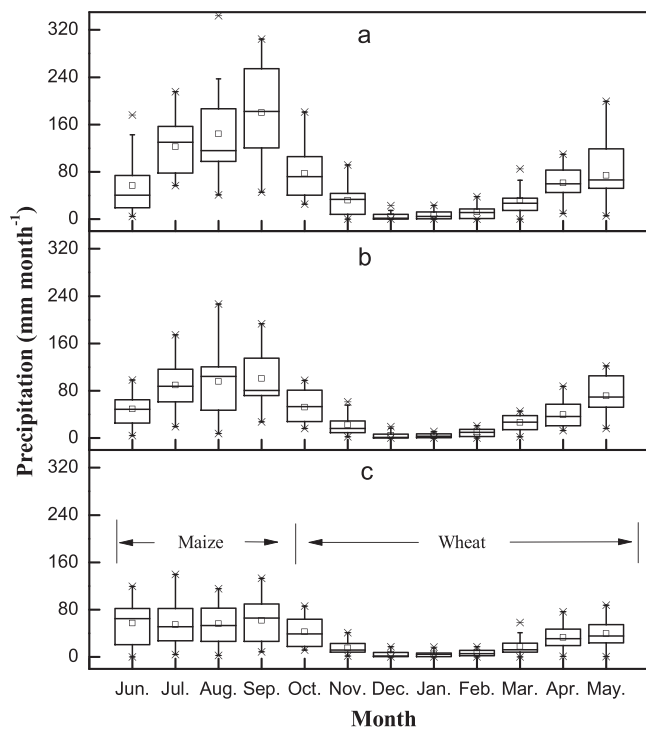 a
320
240
160
80
0
b
320
240
160
80
0
c
320
240
160
80
0
Maize
Wheat
Precipitation (mm month⁻¹)
Jun. Jul. Aug. Sep. Oct. Nov. Dec. Jan. Feb. Mar. Apr. May.
Month